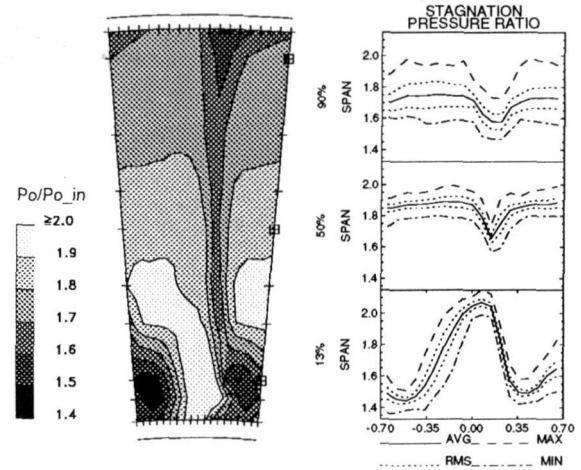 STAGNATION
PRESSURE RATIO
Po/Po_in
≥2.0
1.9
1.8
1.7
1.6
1.5
1.4
90%
SPAN
2.0
1.8
1.6
1.4
50%
SPAN
2.0
1.8
1.6
1.4
13%
SPAN
2.0
1.8
1.6
1.4
-0.70
-0.35
0.00
0.35
0.70
AVG
MAX
RMS
MIN